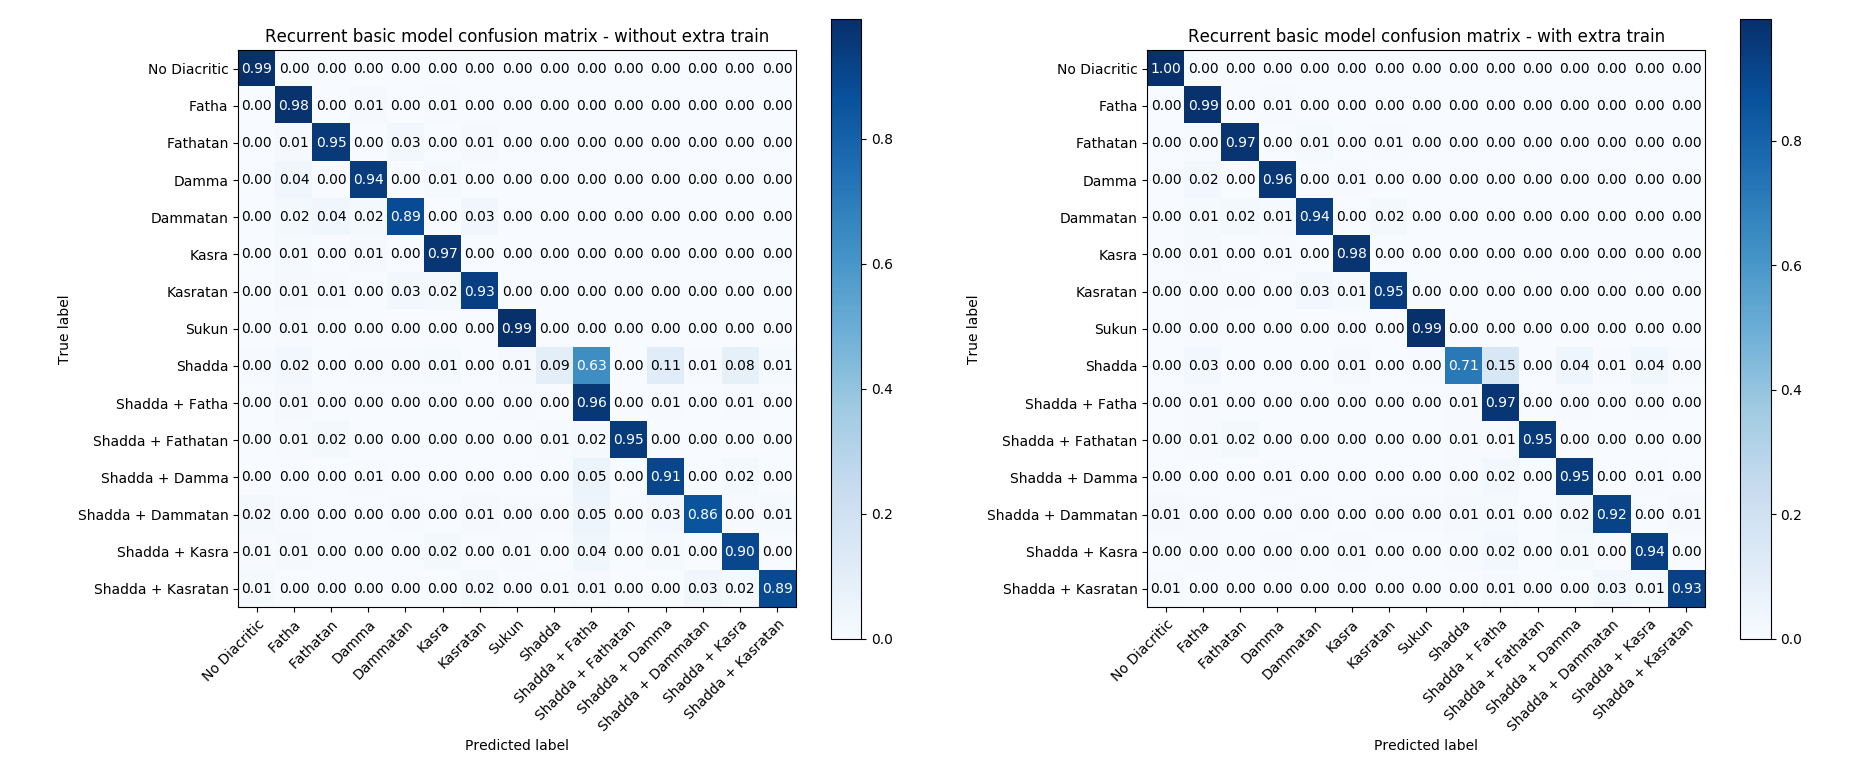 Recurrent basic model confusion matrix - without extra train
True label
No Diacritic 0.99 0.00 0.00 0.00 0.00 0.00 0.00 0.00 0.00 0.00 0.00 0.00 0.00 0.00 0.00
Fatha 0.00 0.98 0.00 0.01 0.00 0.01 0.00 0.00 0.00 0.00 0.00 0.00 0.00 0.00 0.00
Fathatan 0.00 0.01 0.95 0.00 0.03 0.00 0.01 0.00 0.00 0.00 0.00 0.00 0.00 0.00 0.00
Damma 0.00 0.04 0.00 0.94 0.00 0.01 0.00 0.00 0.00 0.00 0.00 0.00 0.00 0.00 0.00
Dammatan 0.00 0.02 0.04 0.02 0.89 0.00 0.03 0.00 0.00 0.00 0.00 0.00 0.00 0.00 0.00
Kasra 0.00 0.01 0.00 0.01 0.00 0.97 0.00 0.00 0.00 0.00 0.00 0.00 0.00 0.00 0.00
Kasratan 0.00 0.01 0.01 0.00 0.03 0.02 0.93 0.00 0.00 0.00 0.00 0.00 0.00 0.00 0.00
Sukun 0.00 0.01 0.00 0.00 0.00 0.00 0.00 0.99 0.00 0.00 0.00 0.00 0.00 0.00 0.00
Shadda 0.00 0.02 0.00 0.00 0.00 0.01 0.00 0.01 0.09 0.63 0.00 0.11 0.01 0.08 0.01
Shadda + Fatha 0.00 0.01 0.00 0.00 0.00 0.00 0.00 0.00 0.00 0.96 0.00 0.01 0.00 0.01 0.00
Shadda + Fathatan 0.00 0.01 0.02 0.00 0.00 0.00 0.00 0.00 0.01 0.02 0.95 0.00 0.00 0.00 0.00
Shadda + Damma 0.00 0.00 0.00 0.01 0.00 0.00 0.00 0.00 0.00 0.05 0.00 0.91 0.00 0.02 0.00
Shadda + Dammatan 0.02 0.00 0.00 0.00 0.00 0.00 0.01 0.00 0.00 0.05 0.00 0.03 0.86 0.00 0.01
Shadda + Kasra 0.01 0.01 0.00 0.00 0.00 0.02 0.00 0.01 0.00 0.04 0.00 0.01 0.00 0.90 0.00
Shadda + Kasratan 0.01 0.00 0.00 0.00 0.00 0.00 0.02 0.00 0.01 0.01 0.00 0.00 0.03 0.02 0.89
No Diacritic
Fatha
Fathatan
Damma
Dammatan
Kasra
Kasratan
Sukun
Shadda
Shadda + Fatha
Shadda + Fathatan
Shadda + Damma
Shadda + Dammatan
Shadda + Kasra
Shadda + Kasratan
Predicted label
0.8
0.6
0.4
0.2
0.0
Recurrent basic model confusion matrix - with extra train
True label
No Diacritic 1.00 0.00 0.00 0.00 0.00 0.00 0.00 0.00 0.00 0.00 0.00 0.00 0.00 0.00 0.00
Fatha 0.00 0.99 0.00 0.01 0.00 0.00 0.00 0.00 0.00 0.00 0.00 0.00 0.00 0.00 0.00
Fathatan 0.00 0.00 0.97 0.00 0.01 0.00 0.01 0.00 0.00 0.00 0.00 0.00 0.00 0.00 0.00
Damma 0.00 0.02 0.00 0.96 0.00 0.01 0.00 0.00 0.00 0.00 0.00 0.00 0.00 0.00 0.00
Dammatan 0.00 0.01 0.02 0.01 0.94 0.00 0.02 0.00 0.00 0.00 0.00 0.00 0.00 0.00 0.00
Kasra 0.00 0.01 0.00 0.01 0.00 0.98 0.00 0.00 0.00 0.00 0.00 0.00 0.00 0.00 0.00
Kasratan 0.00 0.00 0.00 0.00 0.03 0.01 0.95 0.00 0.00 0.00 0.00 0.00 0.00 0.00 0.00
Sukun 0.00 0.00 0.00 0.00 0.00 0.00 0.00 0.99 0.00 0.00 0.00 0.00 0.00 0.00 0.00
Shadda 0.00 0.03 0.00 0.00 0.00 0.01 0.00 0.00 0.71 0.15 0.00 0.04 0.01 0.04 0.01
Shadda + Fatha 0.00 0.01 0.00 0.00 0.00 0.00 0.00 0.00 0.01 0.97 0.00 0.00 0.00 0.00 0.00
Shadda + Fathatan 0.00 0.01 0.02 0.00 0.00 0.00 0.00 0.00 0.01 0.01 0.95 0.00 0.00 0.00 0.00
Shadda + Damma 0.00 0.00 0.00 0.01 0.00 0.00 0.00 0.00 0.01 0.02 0.00 0.95 0.00 0.01 0.00
Shadda + Dammatan 0.01 0.00 0.00 0.00 0.00 0.00 0.00 0.00 0.01 0.01 0.00 0.02 0.92 0.00 0.01
Shadda + Kasra 0.00 0.00 0.00 0.00 0.00 0.01 0.00 0.00 0.01 0.02 0.00 0.01 0.00 0.94 0.00
Shadda + Kasratan 0.01 0.00 0.00 0.00 0.00 0.00 0.01 0.00 0.00 0.01 0.00 0.00 0.03 0.01 0.93
No Diacritic
Fatha
Fathatan
Damma
Dammatan
Kasra
Kasratan
Sukun
Shadda
Shadda + Fatha
Shadda + Fathatan
Shadda + Damma
Shadda + Dammatan
Shadda + Kasra
Shadda + Kasratan
Predicted label
0.8
0.6
0.4
0.2
0.0